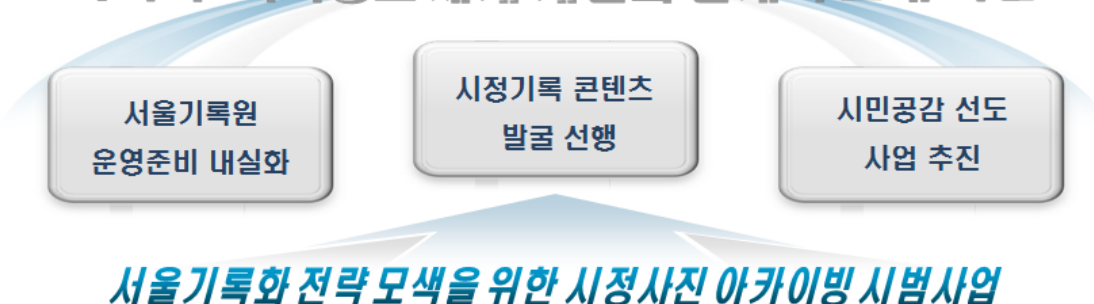 서울기록원
운영준비 내실화
시정기록 콘텐츠
발굴 선행
시민공감 선도
사업 추진
서울기록화 전략 모색을 위한 시정사진 아카이빙 시범사업